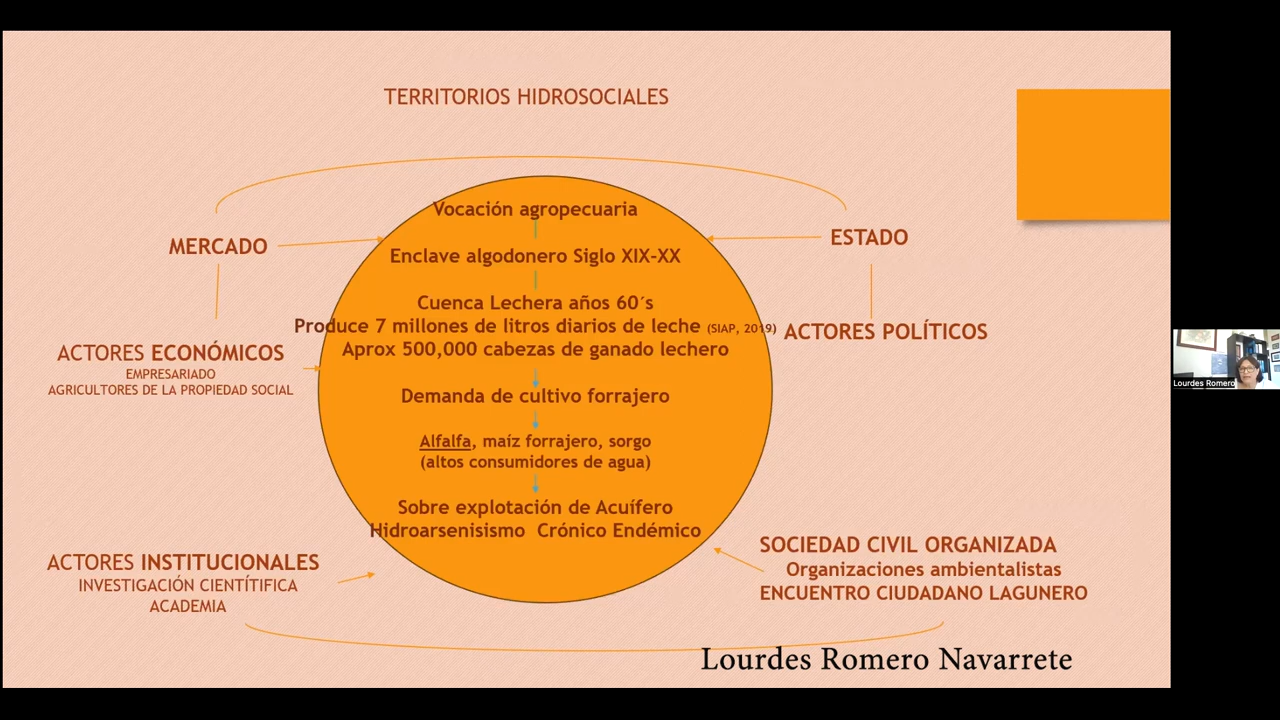 TERRITORIOS HIDROSOCIALES
Vocación agropecuaria
MERCADO
ESTADO
Enclave algodonero Siglo XIX-XX
Cuenca Lechera años 60´s
Produce 7 millones de litros diarios de leche (SIAP, 2019)
Aprox 500,000 cabezas de ganado lechero
ACTORES POLÍTICOS
ACTORES ECONÓMICOS
EMPRESARIADO
AGRICULTORES DE LA PROPIEDAD SOCIAL
Demanda de cultivo forrajero
Alfalfa, maíz forrajero, sorgo
(altos consumidores de agua)
Sobre explotación de Acuífero
Hidroarsenisismo Crónico Endémico
ACTORES INSTITUCIONALES
INVESTIGACIÓN CIENTÍTIFICA
ACADEMIA
SOCIEDAD CIVIL ORGANIZADA
Organizaciones ambientalistas
ENCUENTRO CIUDADANO LAGUNERO
Lourdes Romero Navarrete
Lourdes Romero